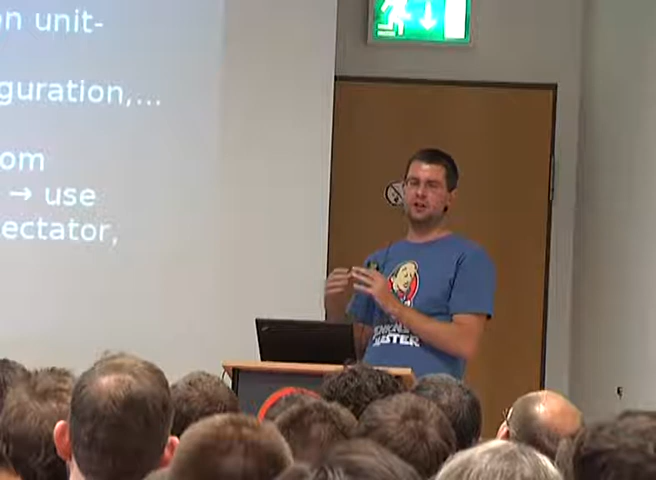 on unit-
guration,...
om
→ use
ectator,